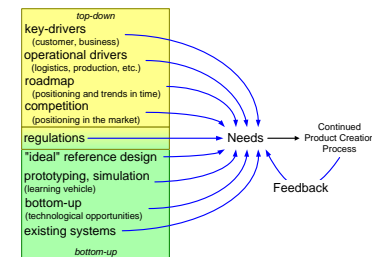 top-down
key-drivers
(customer, business)
operational drivers
(logistics, production, etc.)
roadmap
(positioning and trends in time)
competition
(positioning in the market)
regulations
"ideal" reference design
prototyping, simulation
(learning vehicle)
bottom-up
(technological opportunities)
existing systems
bottom-up
Needs
Continued
Product Creation
Process
Feedback